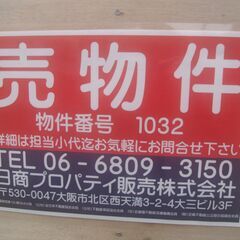 売物件
物件番号 1032
詳細は担当小代迄お気軽にお問合せ下さい
TEL 06-6809-3150
日商プロパティ販売株式会社
〒530-0047大阪市北区西天満3-2-4大三ビル3F